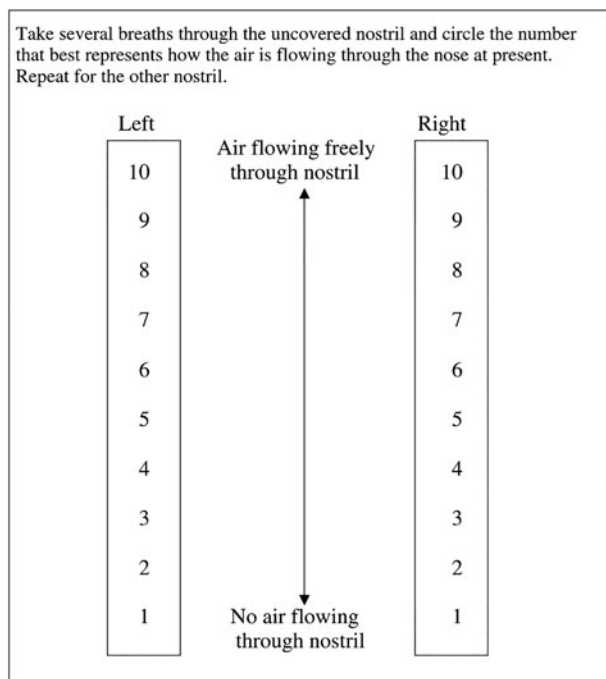 Take several breaths through the uncovered nostril and circle the number
that best represents how the air is flowing through the nose at present.
Repeat for the other nostril.
Left
Right
Air flowing freely
through nostril
10
10
9
9
8
8
7
7
6
6
5
5
4
4
3
3
2
2
1
No air flowing
through nostril
1